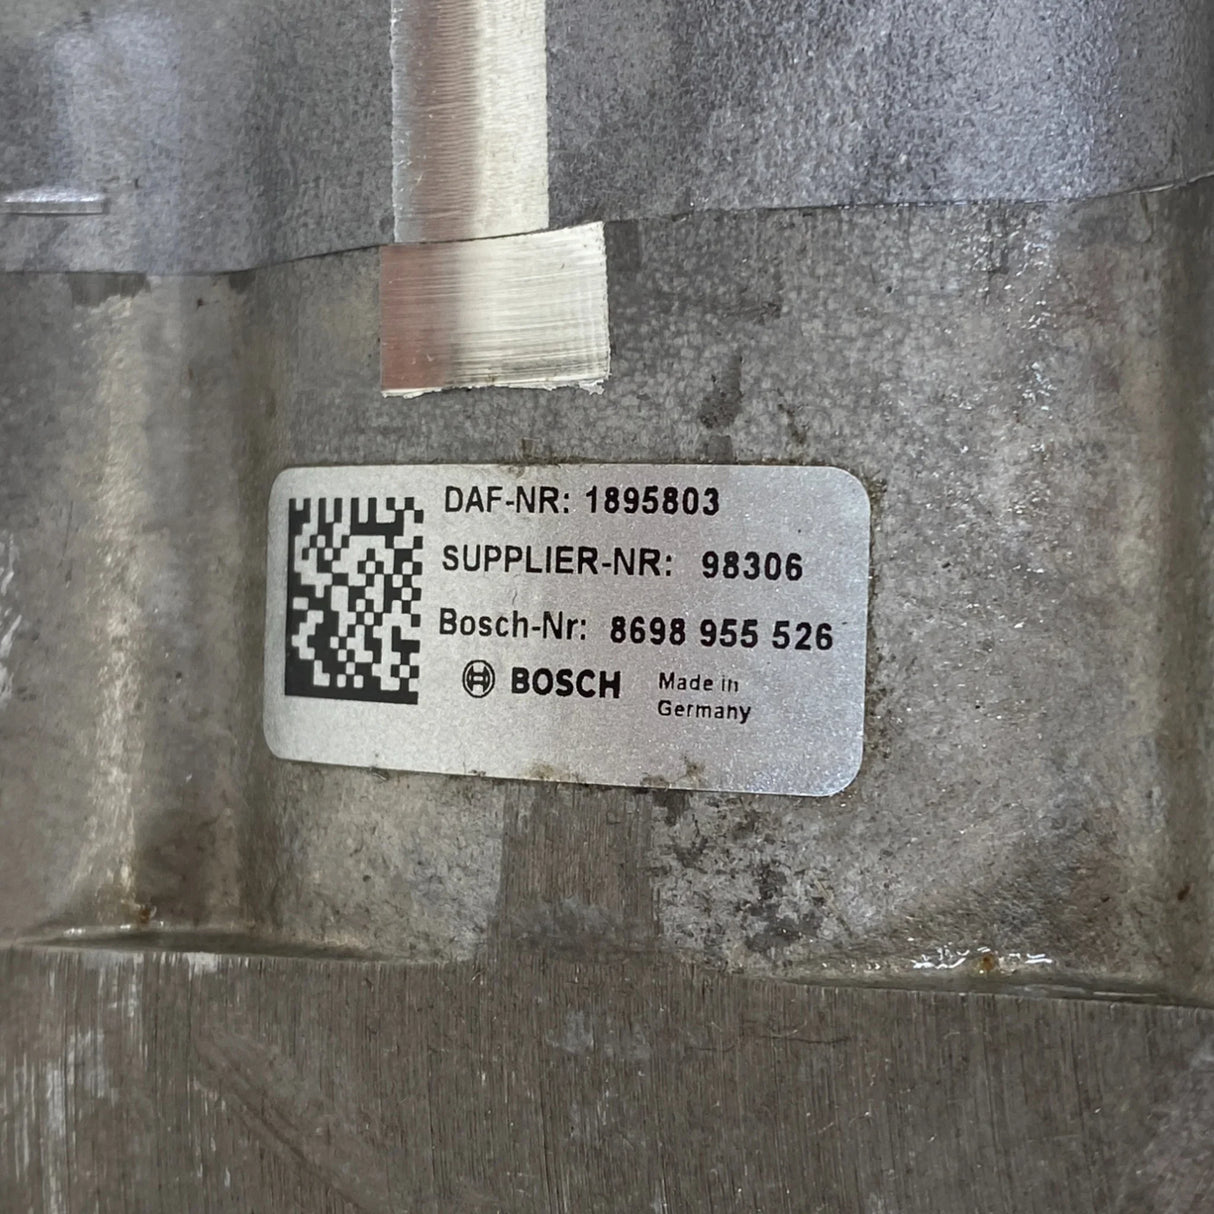 DAF-NR: 1895803
SUPPLIER-NR: 98306
Bosch-Nr: 8698 955 526
BOSCH Made in
Germany